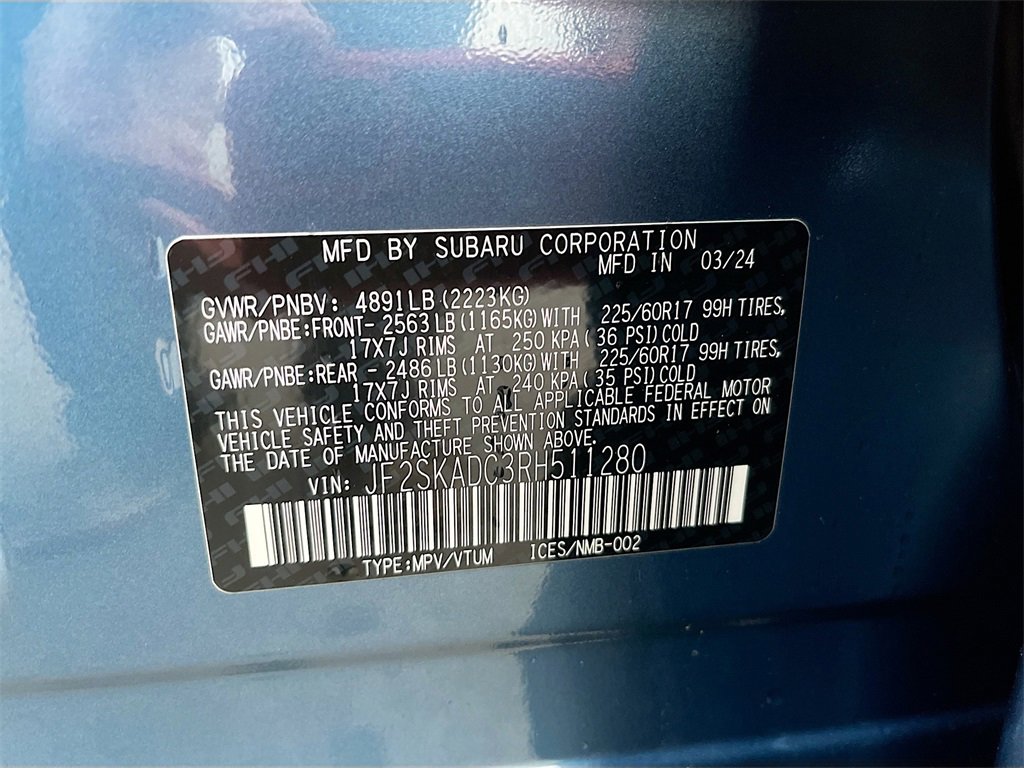 MFD BY SUBARU CORPORATION
MFD IN 03/24
GVWR/PNBV: 4891LB(2223KG)
GAWR/PNBE:FRONT- 2563LB(1165KG)WITH 225/60R17 99H TIRES,
17X7J RIMS AT 250 KPA(36 PSI)COLD
GAWR/PNBE:REAR - 2486LB(1130KG)WITH 225/60R17 99H TIRES,
17X7J RIMS AT 240 KPA(35 PSI)COLD
THIS VEHICLE CONFORMS TO ALL APPLICABLE FEDERAL MOTOR
VEHICLE SAFETY AND THEFT PREVENTION STANDARDS IN EFFECT ON
THE DATE OF MANUFACTURE SHOWN ABOVE.
VIN: JF2SKADC3RH511280
TYPE:MPV/VTUM ICES/NMB-002